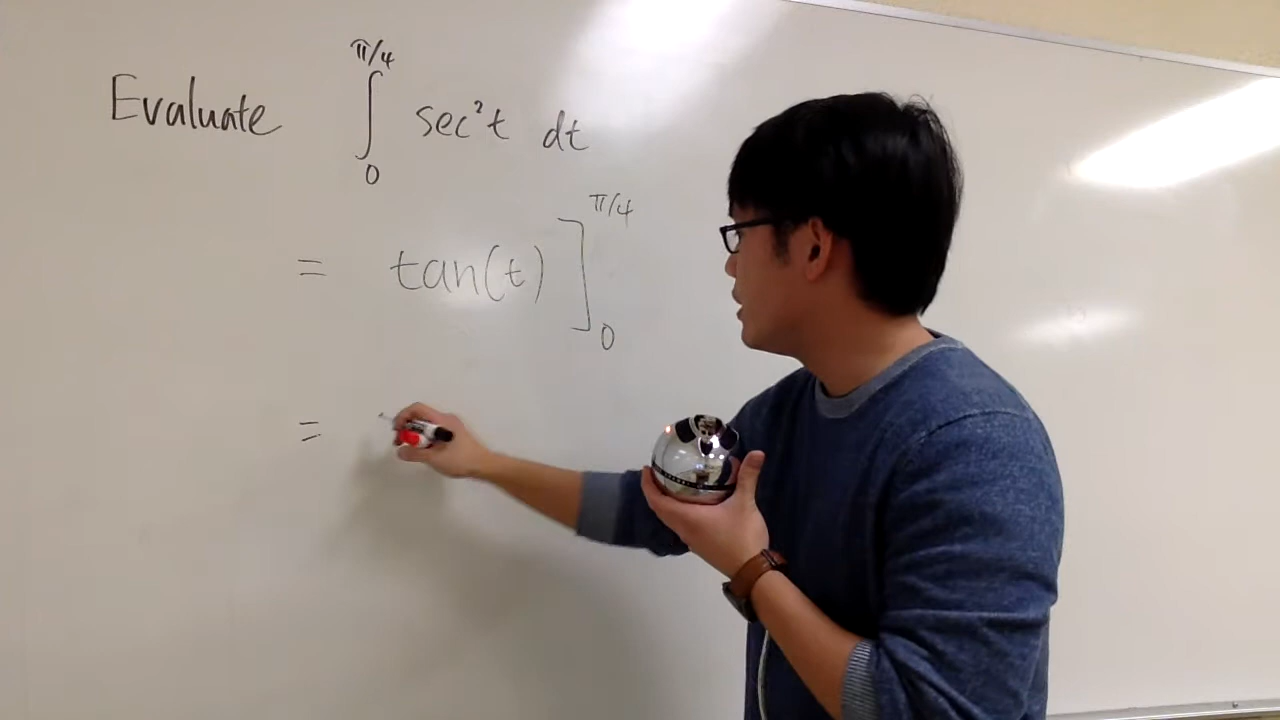 Evaluate ∫₀^π/4 sec²t dt
= tan(t) ]₀^π/4
=